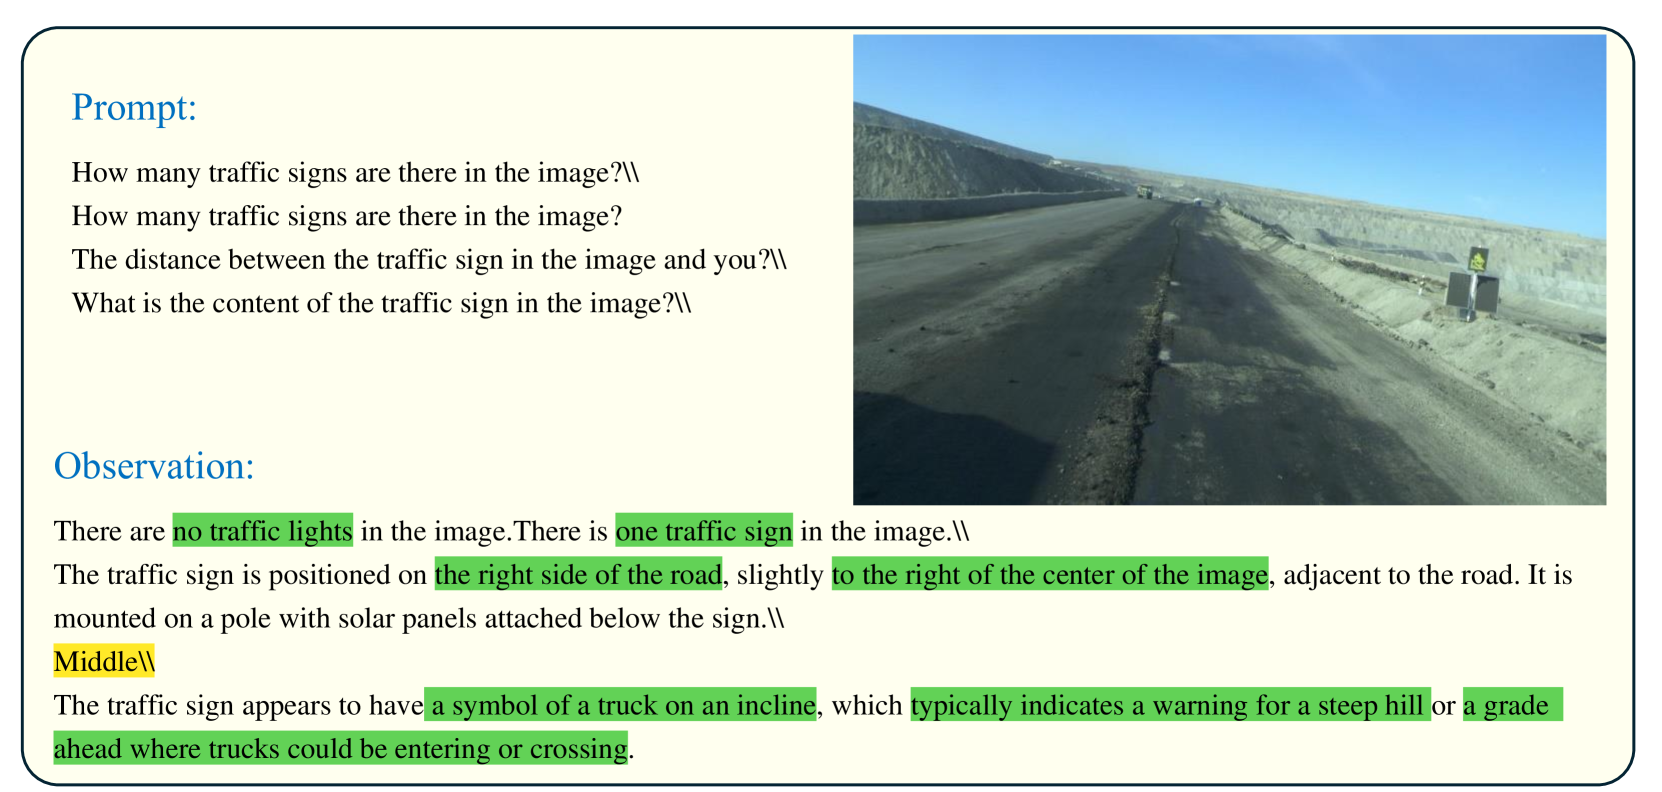 Prompt:
How many traffic signs are there in the image?\\
How many traffic signs are there in the image?
The distance between the traffic sign in the image and you?\\
What is the content of the traffic sign in the image?\\
Observation:
There are no traffic lights in the image.There is one traffic sign in the image.\\
The traffic sign is positioned on the right side of the road, slightly to the right of the center of the image, adjacent to the road. It is
mounted on a pole with solar panels attached below the sign.\\
Middle\\
The traffic sign appears to have a symbol of a truck on an incline, which typically indicates a warning for a steep hill or a grade
ahead where trucks could be entering or crossing.